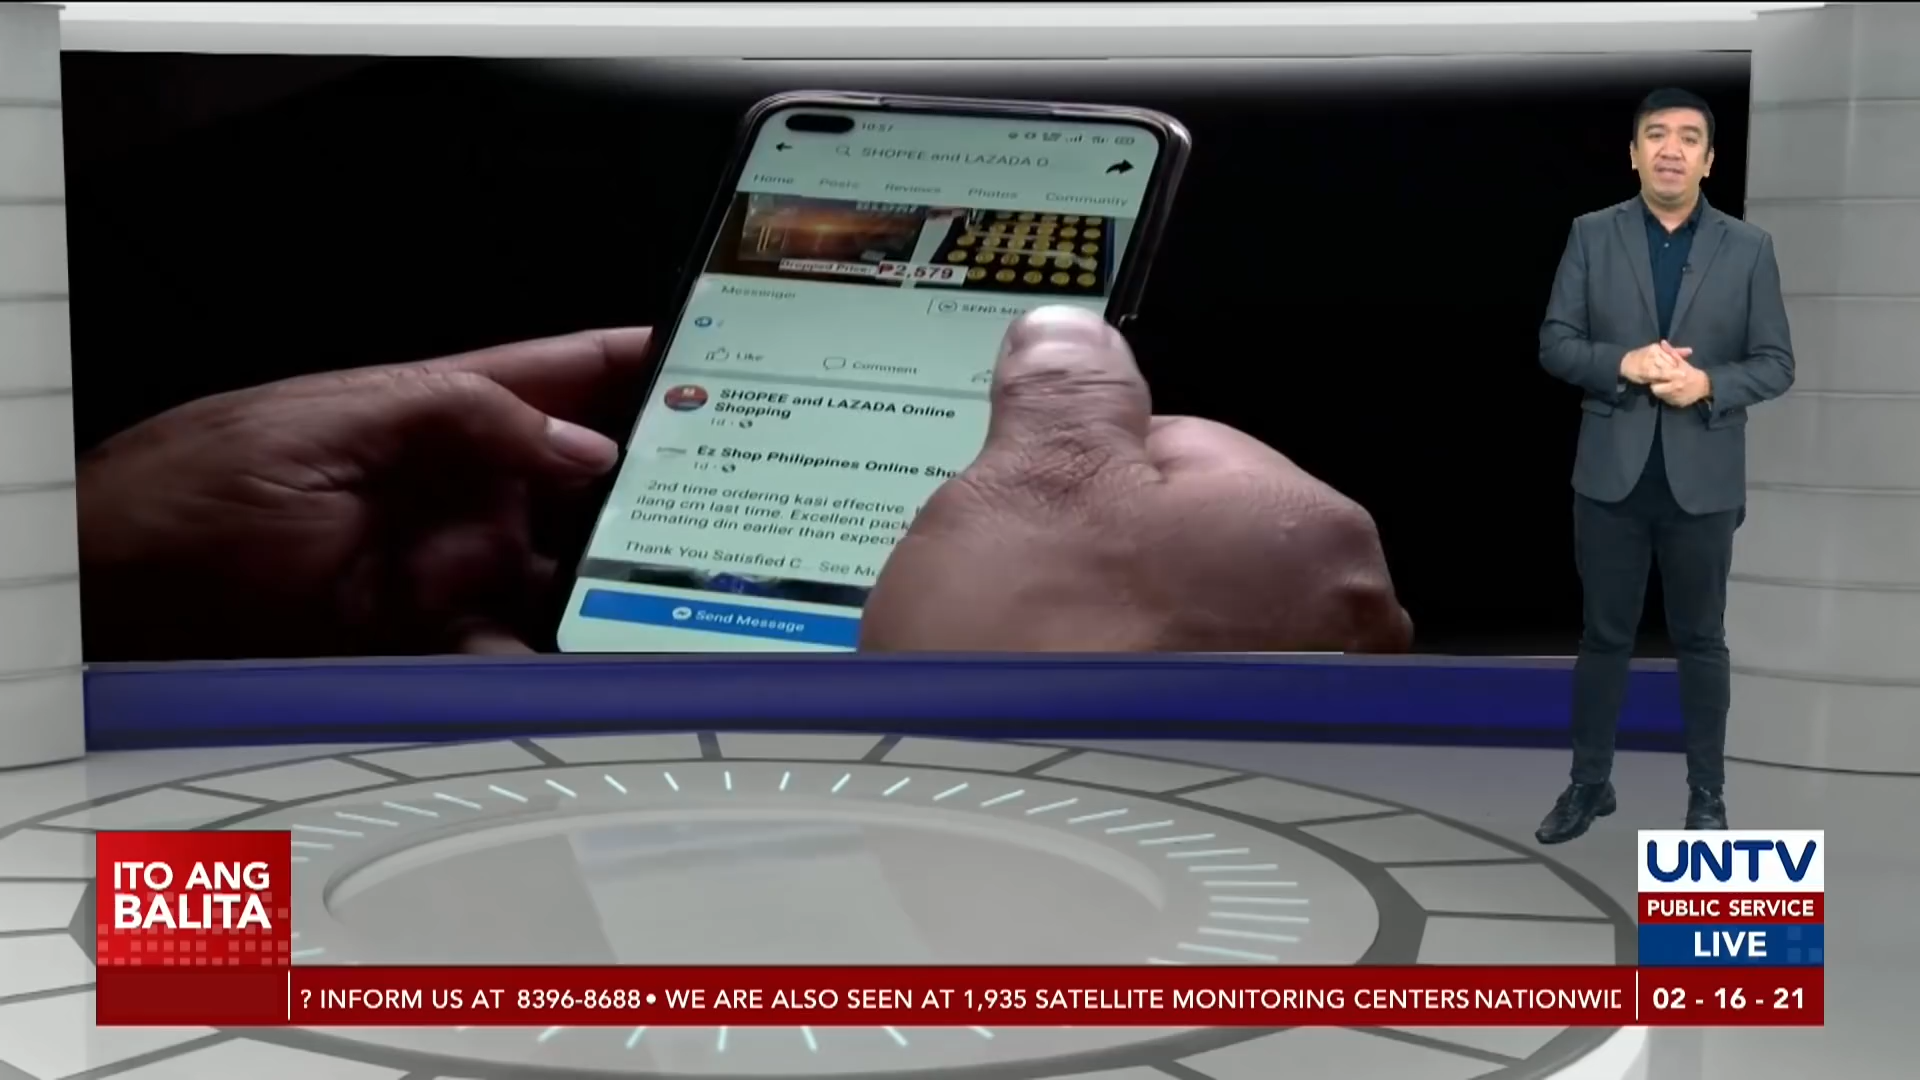 10:57
SHOPEE and LAZADA O
Home Posts Reviews Photos Community
Dropped Price: ₱2,579
Messenger
SEND ME
2
Like Comment
SHOPEE and LAZADA Online
Shopping
1d
Ez Shop Philippines Online Sho
1d
2nd time ordering kasi effective
ilang cm last time. Excellent pack
Dumating din earlier than expect
Thank You Satisfied C... See Mo
Send Message
ITO ANG
BALITA
UNTV
PUBLIC SERVICE
LIVE
? INFORM US AT 8396-8688 • WE ARE ALSO SEEN AT 1,935 SATELLITE MONITORING CENTERS NATIONWID
02 - 16 - 21